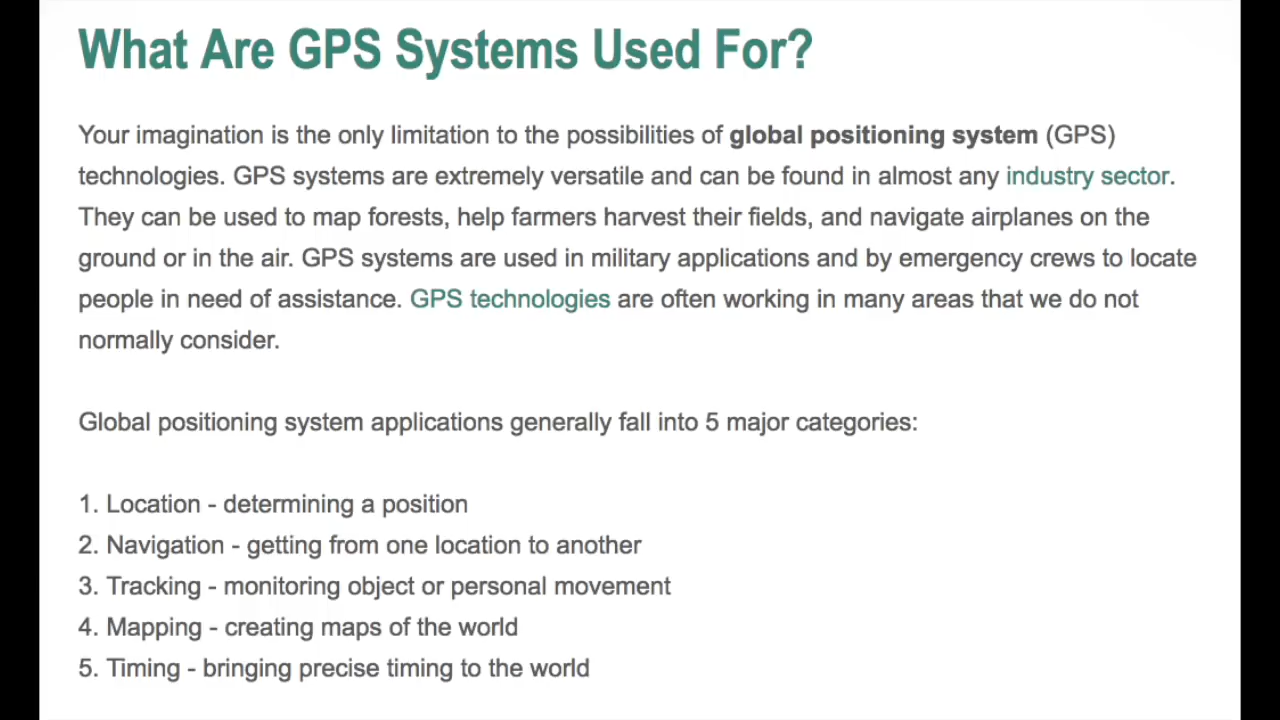 What Are GPS Systems Used For?
Your imagination is the only limitation to the possibilities of global positioning system (GPS)
technologies. GPS systems are extremely versatile and can be found in almost any industry sector.
They can be used to map forests, help farmers harvest their fields, and navigate airplanes on the
ground or in the air. GPS systems are used in military applications and by emergency crews to locate
people in need of assistance. GPS technologies are often working in many areas that we do not
normally consider.
Global positioning system applications generally fall into 5 major categories:
1. Location - determining a position
2. Navigation - getting from one location to another
3. Tracking - monitoring object or personal movement
4. Mapping - creating maps of the world
5. Timing - bringing precise timing to the world